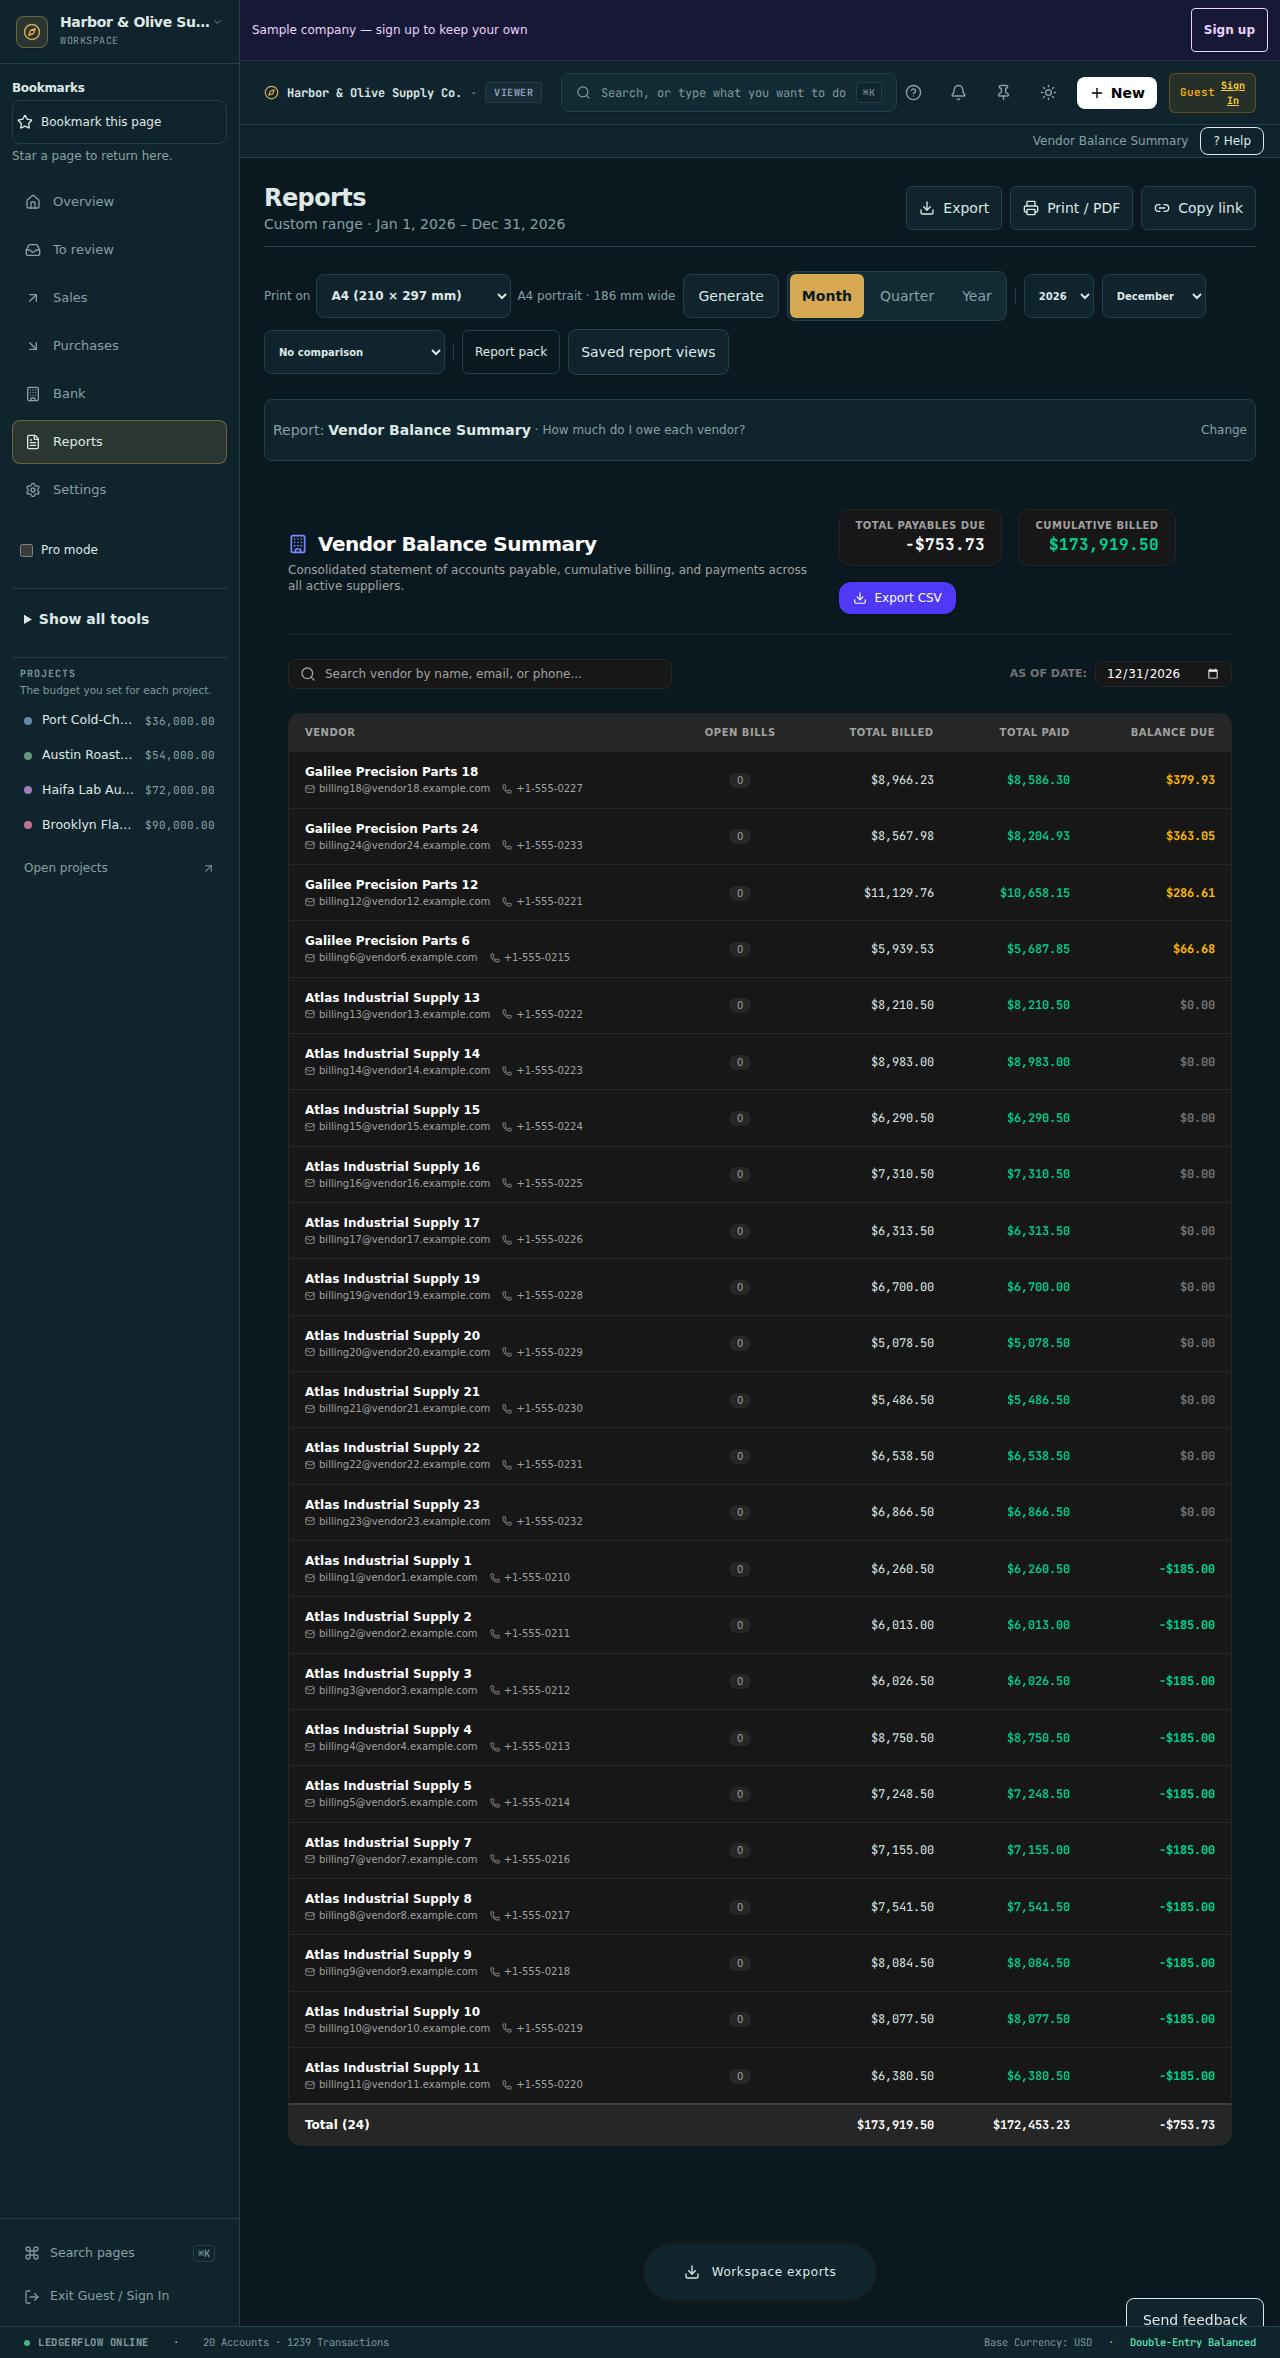 Harbor & Olive Su...
WORKSPACE
Bookmarks
Bookmark this page
Star a page to return here.
Overview
To review
Sales
Purchases
Bank
Reports
Settings
Pro mode
Show all tools
PROJECTS
The budget you set for each project.
Port Cold-Ch... $36,000.00
Austin Roast... $54,000.00
Haifa Lab Au... $72,000.00
Brooklyn Fla... $90,000.00
Open projects
Search pages ⌘K
Exit Guest / Sign In
Sample company — sign up to keep your own Sign up
Harbor & Olive Supply Co. · VIEWER Search, or type what you want to do ⌘K + New Guest Sign In
Vendor Balance Summary ? Help
Reports
Custom range · Jan 1, 2026 – Dec 31, 2026
Export Print / PDF Copy link
Print on A4 (210 × 297 mm) A4 portrait · 186 mm wide Generate Month Quarter Year 2026 December
No comparison Report pack Saved report views
Report: Vendor Balance Summary · How much do I owe each vendor? Change
Vendor Balance Summary
Consolidated statement of accounts payable, cumulative billing, and payments across
all active suppliers.
TOTAL PAYABLES DUE
-$753.73
CUMULATIVE BILLED
$173,919.50
Export CSV
Search vendor by name, email, or phone... AS OF DATE: 12/31/2026
VENDOR OPEN BILLS TOTAL BILLED TOTAL PAID BALANCE DUE
Galilee Precision Parts 18
billing18@vendor18.example.com +1-555-0227 0 $8,966.23 $8,586.30 $379.93
Galilee Precision Parts 24
billing24@vendor24.example.com +1-555-0233 0 $8,567.98 $8,204.93 $363.05
Galilee Precision Parts 12
billing12@vendor12.example.com +1-555-0221 0 $11,129.76 $10,658.15 $286.61
Galilee Precision Parts 6
billing6@vendor6.example.com +1-555-0215 0 $5,939.53 $5,687.85 $66.68
Atlas Industrial Supply 13
billing13@vendor13.example.com +1-555-0222 0 $8,210.50 $8,210.50 $0.00
Atlas Industrial Supply 14
billing14@vendor14.example.com +1-555-0223 0 $8,983.00 $8,983.00 $0.00
Atlas Industrial Supply 15
billing15@vendor15.example.com +1-555-0224 0 $6,290.50 $6,290.50 $0.00
Atlas Industrial Supply 16
billing16@vendor16.example.com +1-555-0225 0 $7,310.50 $7,310.50 $0.00
Atlas Industrial Supply 17
billing17@vendor17.example.com +1-555-0226 0 $6,313.50 $6,313.50 $0.00
Atlas Industrial Supply 19
billing19@vendor19.example.com +1-555-0228 0 $6,700.00 $6,700.00 $0.00
Atlas Industrial Supply 20
billing20@vendor20.example.com +1-555-0229 0 $5,078.50 $5,078.50 $0.00
Atlas Industrial Supply 21
billing21@vendor21.example.com +1-555-0230 0 $5,486.50 $5,486.50 $0.00
Atlas Industrial Supply 22
billing22@vendor22.example.com +1-555-0231 0 $6,538.50 $6,538.50 $0.00
Atlas Industrial Supply 23
billing23@vendor23.example.com +1-555-0232 0 $6,866.50 $6,866.50 $0.00
Atlas Industrial Supply 1
billing1@vendor1.example.com +1-555-0210 0 $6,260.50 $6,260.50 -$185.00
Atlas Industrial Supply 2
billing2@vendor2.example.com +1-555-0211 0 $6,013.00 $6,013.00 -$185.00
Atlas Industrial Supply 3
billing3@vendor3.example.com +1-555-0212 0 $6,026.50 $6,026.50 -$185.00
Atlas Industrial Supply 4
billing4@vendor4.example.com +1-555-0213 0 $8,750.50 $8,750.50 -$185.00
Atlas Industrial Supply 5
billing5@vendor5.example.com +1-555-0214 0 $7,248.50 $7,248.50 -$185.00
Atlas Industrial Supply 7
billing7@vendor7.example.com +1-555-0216 0 $7,155.00 $7,155.00 -$185.00
Atlas Industrial Supply 8
billing8@vendor8.example.com +1-555-0217 0 $7,541.50 $7,541.50 -$185.00
Atlas Industrial Supply 9
billing9@vendor9.example.com +1-555-0218 0 $8,084.50 $8,084.50 -$185.00
Atlas Industrial Supply 10
billing10@vendor10.example.com +1-555-0219 0 $8,077.50 $8,077.50 -$185.00
Atlas Industrial Supply 11
billing11@vendor11.example.com +1-555-0220 0 $6,380.50 $6,380.50 -$185.00
Total (24) $173,919.50 $172,453.23 -$753.73
Workspace exports
Send feedback
LEDGERFLOW ONLINE · 20 Accounts · 1239 Transactions Base Currency: USD · Double-Entry Balanced